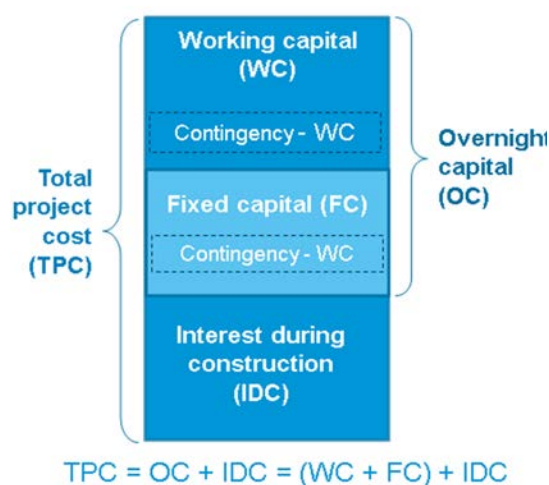 Working capital
(WC)
Contingency - WC
Fixed capital (FC)
Contingency - WC
Interest during
construction
(IDC)
Total
project
cost
(TPC)
Overnight
capital
(OC)
TPC = OC + IDC = (WC + FC) + IDC